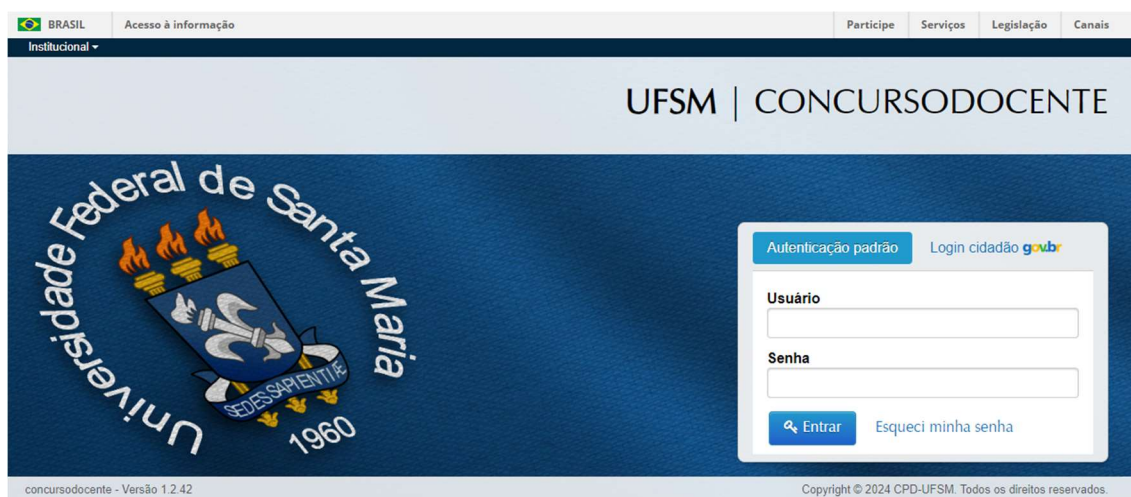 BRASIL Acesso à informação Participe Serviços Legislação Canais
Institucional
UFSM | CONCURSODOCENTE
Universidade Federal de Santa Maria
SEDES SAPIENTIÆ
1960
Autenticação padrão Login cidadão gov.br
Usuário
Senha
Entrar Esqueci minha senha
concursodocente - Versão 1.2.42 Copyright © 2024 CPD-UFSM. Todos os direitos reservados.